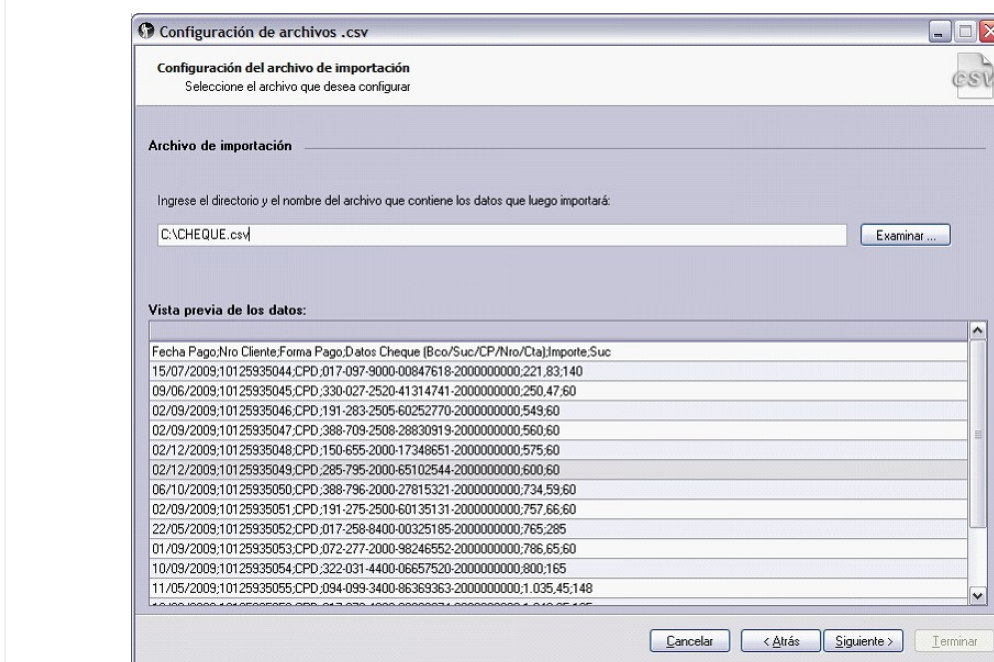 Configuración de archivos .csv
Configuración del archivo de importación
Seleccione el archivo que desea configurar
CSV
Archivo de importación
Ingrese el directorio y el nombre del archivo que contiene los datos que luego importará:
C:\CHEQUE.csv
Examinar ...
Vista previa de los datos:
Fecha Pago;Nro Cliente;Forma Pago;Datos Cheque (Bco/Suc/CP/Nro/Cta);Importe;Suc
15/07/2009;10125935044;CPD;017-097-9000-00847618-2000000000;221,83;140
09/06/2009;10125935045;CPD;330-027-2520-41314741-2000000000;250,47;60
02/09/2009;10125935046;CPD;191-283-2505-60252770-2000000000;549;60
02/09/2009;10125935047;CPD;388-709-2508-28830919-2000000000;560;60
02/12/2009;10125935048;CPD;150-655-2000-17348651-2000000000;575;60
02/12/2009;10125935049;CPD;285-795-2000-65102544-2000000000;600;60
06/10/2009;10125935050;CPD;388-796-2000-27815321-2000000000;734,59;60
02/09/2009;10125935051;CPD;191-275-2500-60135131-2000000000;757,66;60
22/05/2009;10125935052;CPD;017-258-8400-00325185-2000000000;765;285
01/09/2009;10125935053;CPD;072-277-2000-98246552-2000000000;786,65;60
10/09/2009;10125935054;CPD;322-031-4400-06657520-2000000000;800;165
11/05/2009;10125935055;CPD;094-099-3400-86369363-2000000000;1.035,45;148
Cancelar
< Atrás
Siguiente >
Terminar